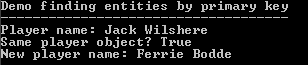 Demo finding entities by primary key
------------------------------------
Player name: Jack Wilshere
Same player object? True
New player name: Ferrie Bodde